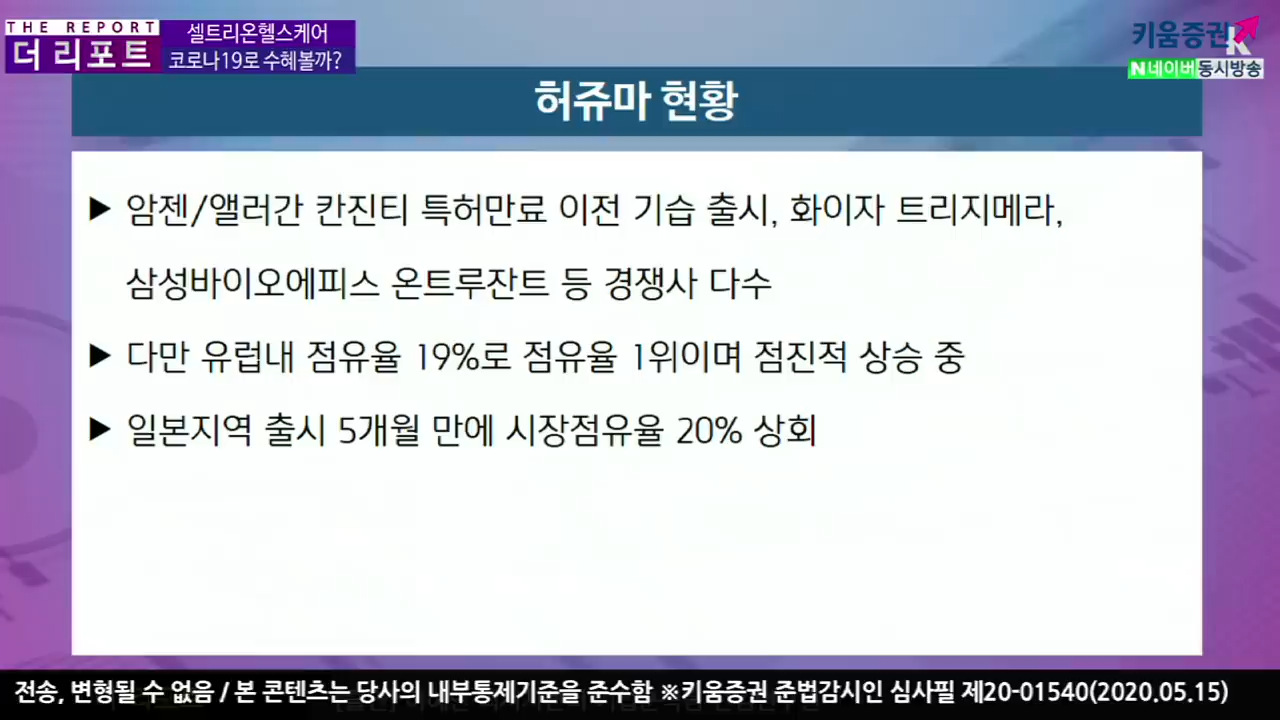 THE REPORT
더 리포트
셀트리온헬스케어
코로나19로 수혜볼까?
키움증권
N 네이버 동시방송
허쥬마 현황
▶ 암젠/앨러간 칸진티 특허만료 이전 기습 출시, 화이자 트리지메라,
삼성바이오에피스 온트루잔트 등 경쟁사 다수
▶ 다만 유럽내 점유율 19%로 점유율 1위이며 점진적 상승 중
▶ 일본지역 출시 5개월 만에 시장점유율 20% 상회
전송, 변형될 수 없음 / 본 콘텐츠는 당사의 내부통제기준을 준수함 ※키움증권 준법감시인 심사필 제20-01540(2020.05.15)